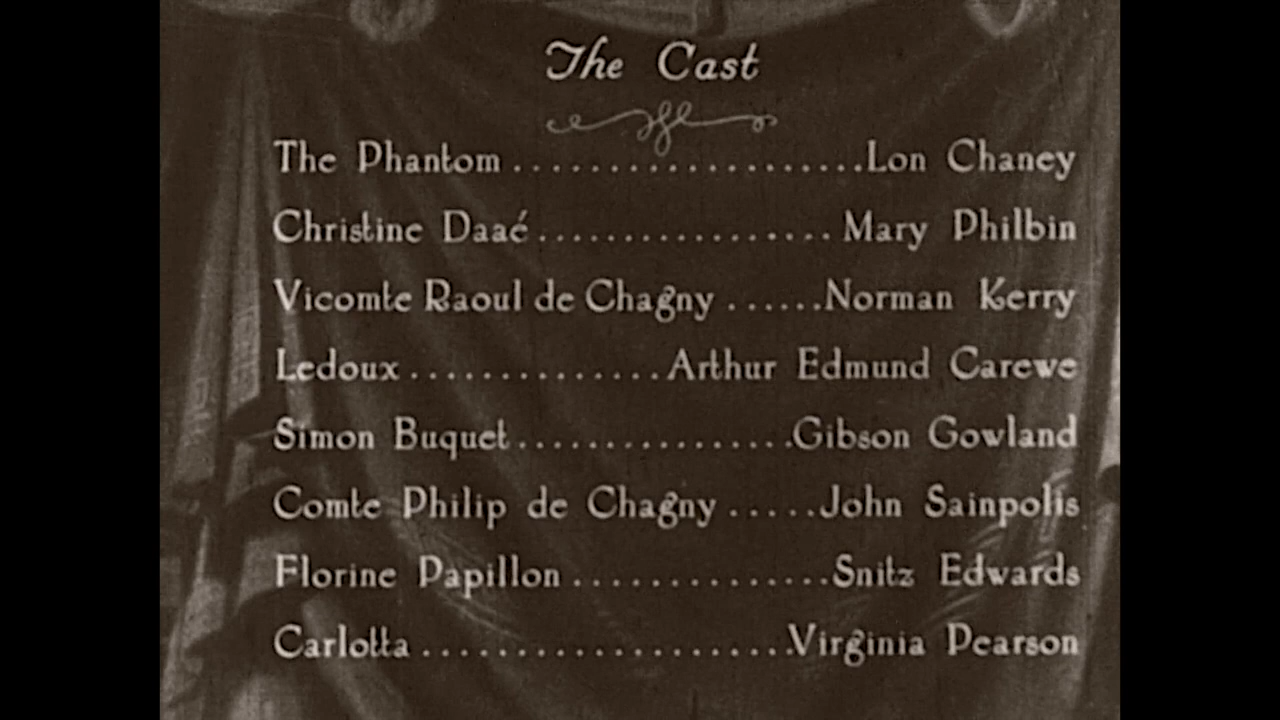 The Cast
The Phantom....................Lon Chaney
Christine Daaé.................Mary Philbin
Vicomte Raoul de Chagny......Norman Kerry
Ledoux..............Arthur Edmund Carewe
Simon Buquet................Gibson Gowland
Comte Philip de Chagny.....John Sainpolis
Florine Papillon..............Snitz Edwards
Carlotta.....................Virginia Pearson